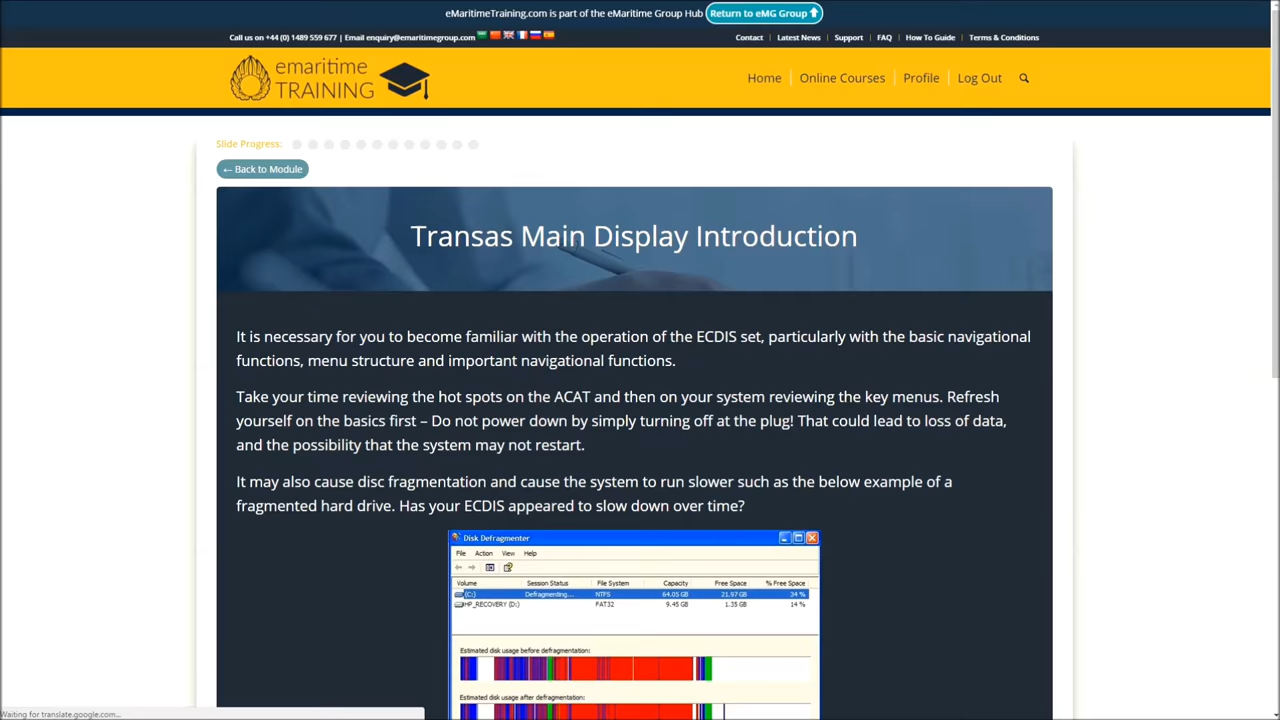 eMaritimeTraining.com is part of the eMaritime Group Hub Return to eMG Group
Call us on +44 (0) 1489 559 677 | Email enquiry@emaritimegroup.com
Contact Latest News Support FAQ How To Guide Terms & Conditions
emaritime
TRAINING
Home Online Courses Profile Log Out
Slide Progress:
← Back to Module
Transas Main Display Introduction
It is necessary for you to become familiar with the operation of the ECDIS set, particularly with the basic navigational
functions, menu structure and important navigational functions.
Take your time reviewing the hot spots on the ACAT and then on your system reviewing the key menus. Refresh
yourself on the basics first – Do not power down by simply turning off at the plug! That could lead to loss of data,
and the possibility that the system may not restart.
It may also cause disc fragmentation and cause the system to run slower such as the below example of a
fragmented hard drive. Has your ECDIS appeared to slow down over time?
Disk Defragmenter
File Action View Help
Volume Session Status File System Capacity Free Space % Free Space
(C:) Defragmenting... NTFS 64.05 GB 21.97 GB 34 %
HP_RECOVERY (D:) FAT32 9.45 GB 1.35 GB 14 %
Estimated disk usage before defragmentation:
Estimated disk usage after defragmentation:
Waiting for translate.google.com...